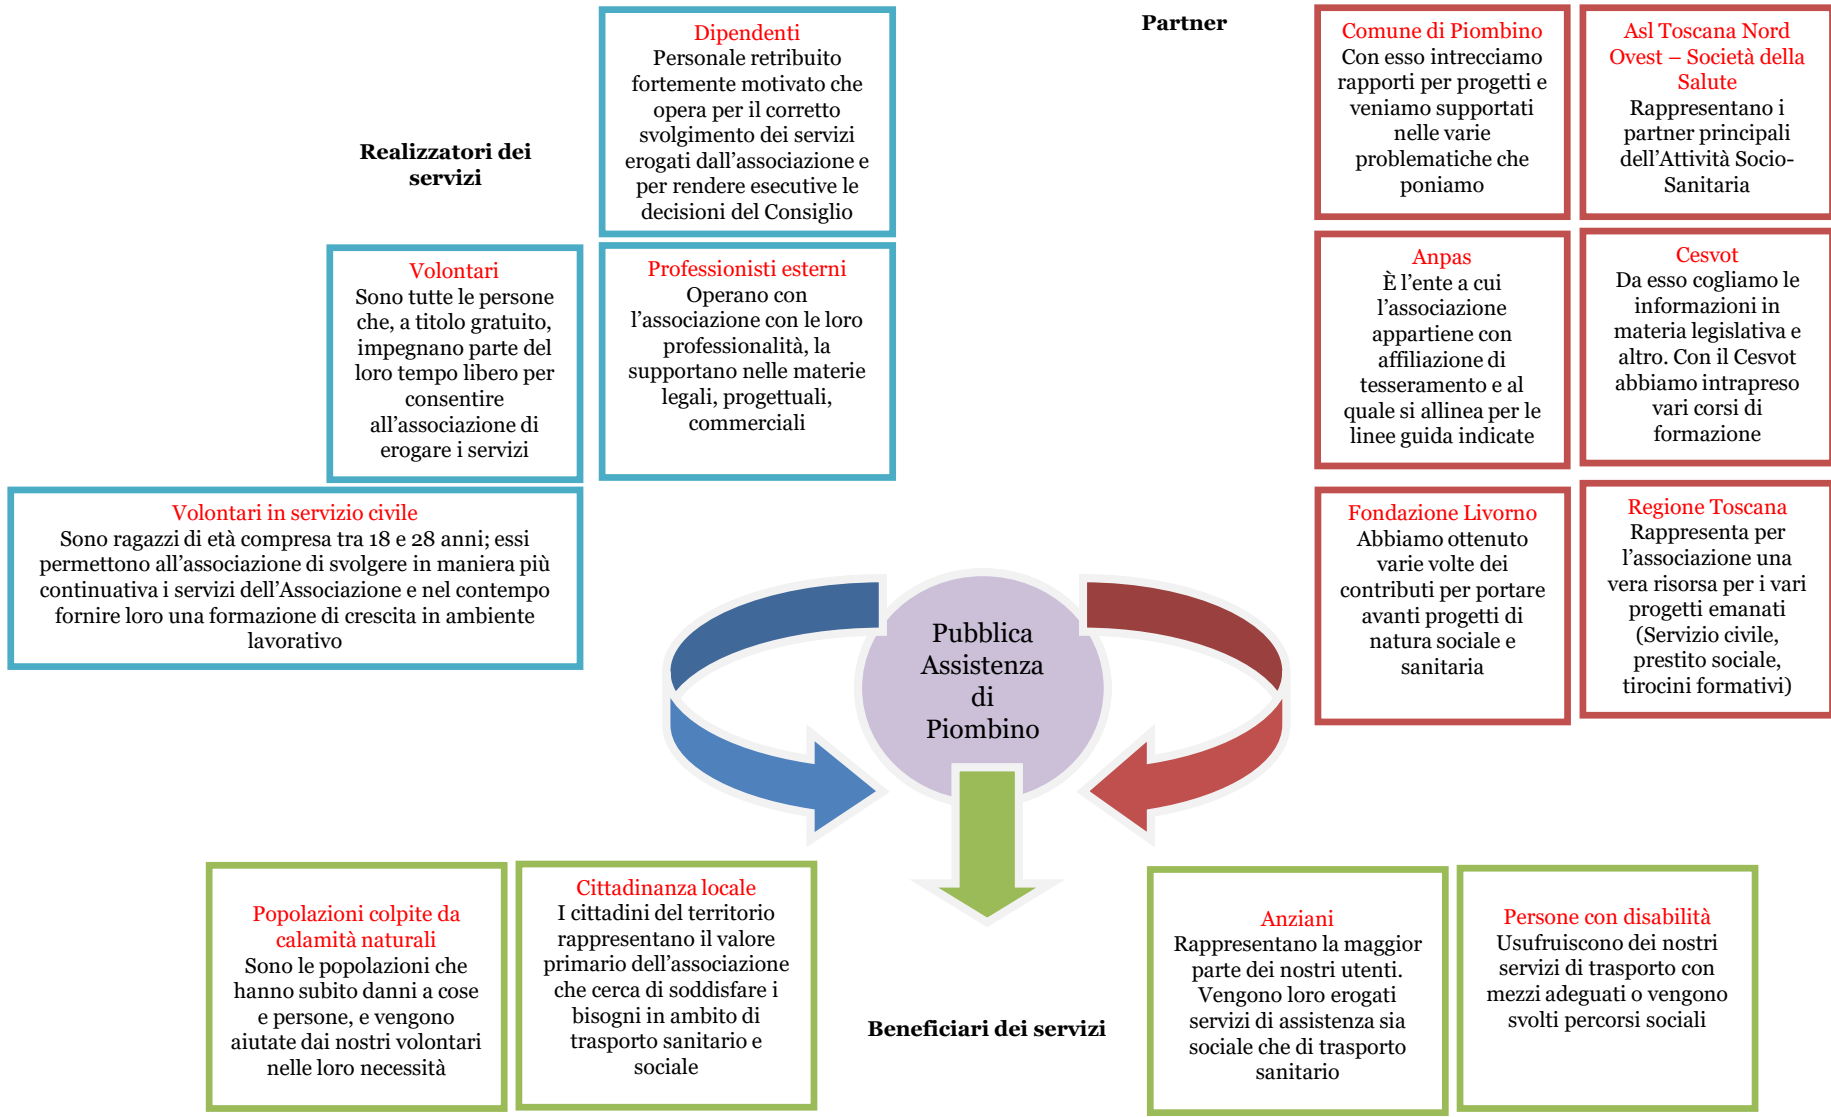 Realizzatori dei
servizi
Dipendenti
Personale retribuito
fortemente motivato che
opera per il corretto
svolgimento dei servizi
erogati dall’associazione e
per rendere esecutive le
decisioni del Consiglio
Volontari
Sono tutte le persone
che, a titolo gratuito,
impegnano parte del
loro tempo libero per
consentire
all’associazione di
erogare i servizi
Professionisti esterni
Operano con
l’associazione con le loro
professionalità, la
supportano nelle materie
legali, progettuali,
commerciali
Volontari in servizio civile
Sono ragazzi di età compresa tra 18 e 28 anni; essi
permettono all’associazione di svolgere in maniera più
continuativa i servizi dell’Associazione e nel contempo
fornire loro una formazione di crescita in ambiente
lavorativo
Partner
Comune di Piombino
Con esso intrecciamo
rapporti per progetti e
veniamo supportati
nelle varie
problematiche che
poniamo
Asl Toscana Nord
Ovest – Società della
Salute
Rappresentano i
partner principali
dell’Attività Socio-
Sanitaria
Anpas
È l’ente a cui
l’associazione
appartiene con
affiliazione di
tesseramento e al
quale si allinea per le
linee guida indicate
Cesvot
Da esso cogliamo le
informazioni in
materia legislativa e
altro. Con il Cesvot
abbiamo intrapreso
vari corsi di
formazione
Fondazione Livorno
Abbiamo ottenuto
varie volte dei
contributi per portare
avanti progetti di
natura sociale e
sanitaria
Regione Toscana
Rappresenta per
l’associazione una
vera risorsa per i vari
progetti emanati
(Servizio civile,
prestito sociale,
tirocini formativi)
Pubblica
Assistenza
di
Piombino
Popolazioni colpite da
calamità naturali
Sono le popolazioni che
hanno subito danni a cose
e persone, e vengono
aiutate dai nostri volontari
nelle loro necessità
Cittadinanza locale
I cittadini del territorio
rappresentano il valore
primario dell’associazione
che cerca di soddisfare i
bisogni in ambito di
trasporto sanitario e
sociale
Beneficiari dei servizi
Anziani
Rappresentano la maggior
parte dei nostri utenti.
Vengono loro erogati
servizi di assistenza sia
sociale che di trasporto
sanitario
Persone con disabilità
Usufruiscono dei nostri
servizi di trasporto con
mezzi adeguati o vengono
svolti percorsi sociali